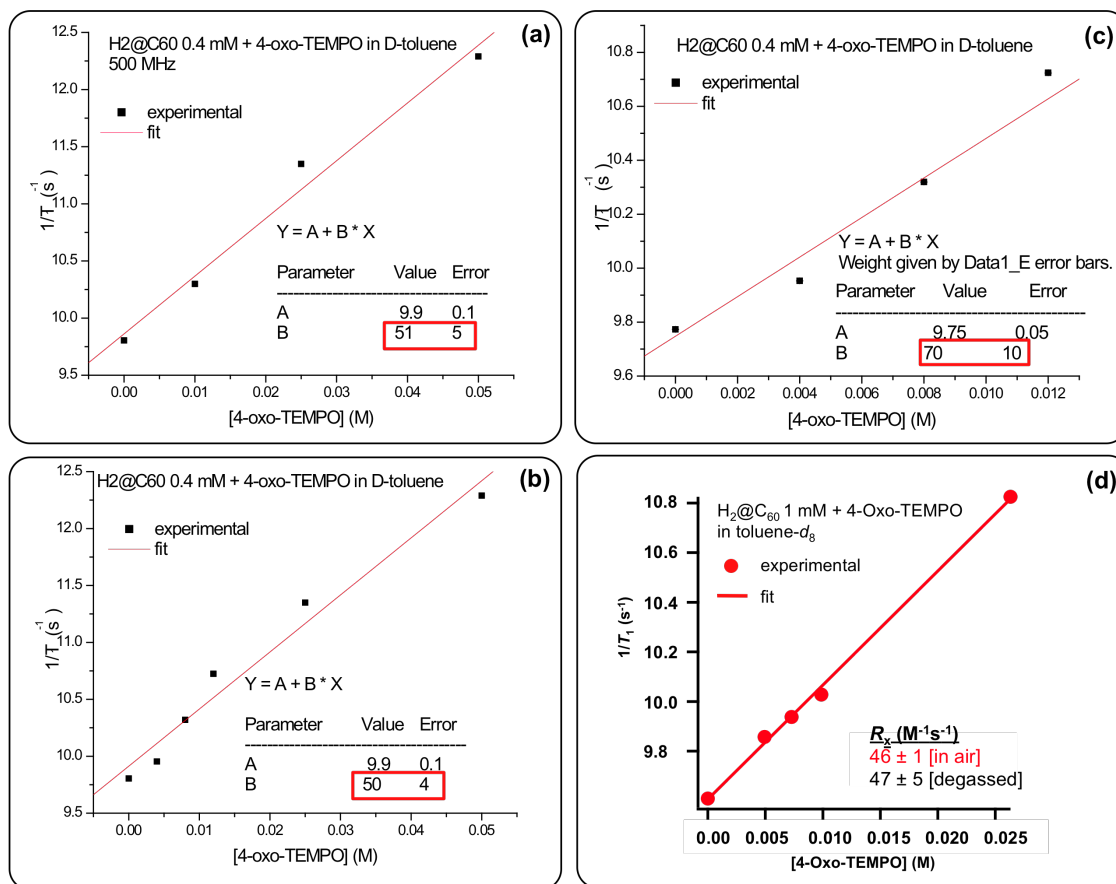 (a)
H2@C60 0.4 mM + 4-oxo-TEMPO in D-toluene
500 MHz
experimental
fit
12.5
12.0
11.5
11.0
10.5
10.0
9.5
1/T_1(s-1)
Y = A + B * X
Parameter Value Error
A 9.9 0.1
B 51 5
0.00 0.01 0.02 0.03 0.04 0.05
[4-oxo-TEMPO] (M)
(c)
H2@C60 0.4 mM + 4-oxo-TEMPO in D-toluene
experimental
fit
10.8
10.6
10.4
10.2
10.0
9.8
9.6
1/T (s-1)
Y = A + B * X
Weight given by Data1_E error bars.
Parameter Value Error
A 9.75 0.05
B 70 10
0.000 0.002 0.004 0.006 0.008 0.010 0.012
[4-oxo-TEMPO] (M)
(b)
H2@C60 0.4 mM + 4-oxo-TEMPO in D-toluene
experimental
fit
12.5
12.0
11.5
11.0
10.5
10.0
9.5
1/T_1(s-1)
Y = A + B * X
Parameter Value Error
A 9.9 0.1
B 50 4
0.00 0.01 0.02 0.03 0.04 0.05
[4-oxo-TEMPO] (M)
(d)
H₂@C₆₀ 1 mM + 4-Oxo-TEMPO
in toluene-d₈
experimental
fit
10.8
10.6
10.4
10.2
10.0
9.8
1/T₁ (s⁻¹)
Rₓ (M⁻¹s⁻¹)
46 ± 1 [in air]
47 ± 5 [degassed]
0.00 0.005 0.010 0.015 0.020 0.025
[4-Oxo-TEMPO] (M)